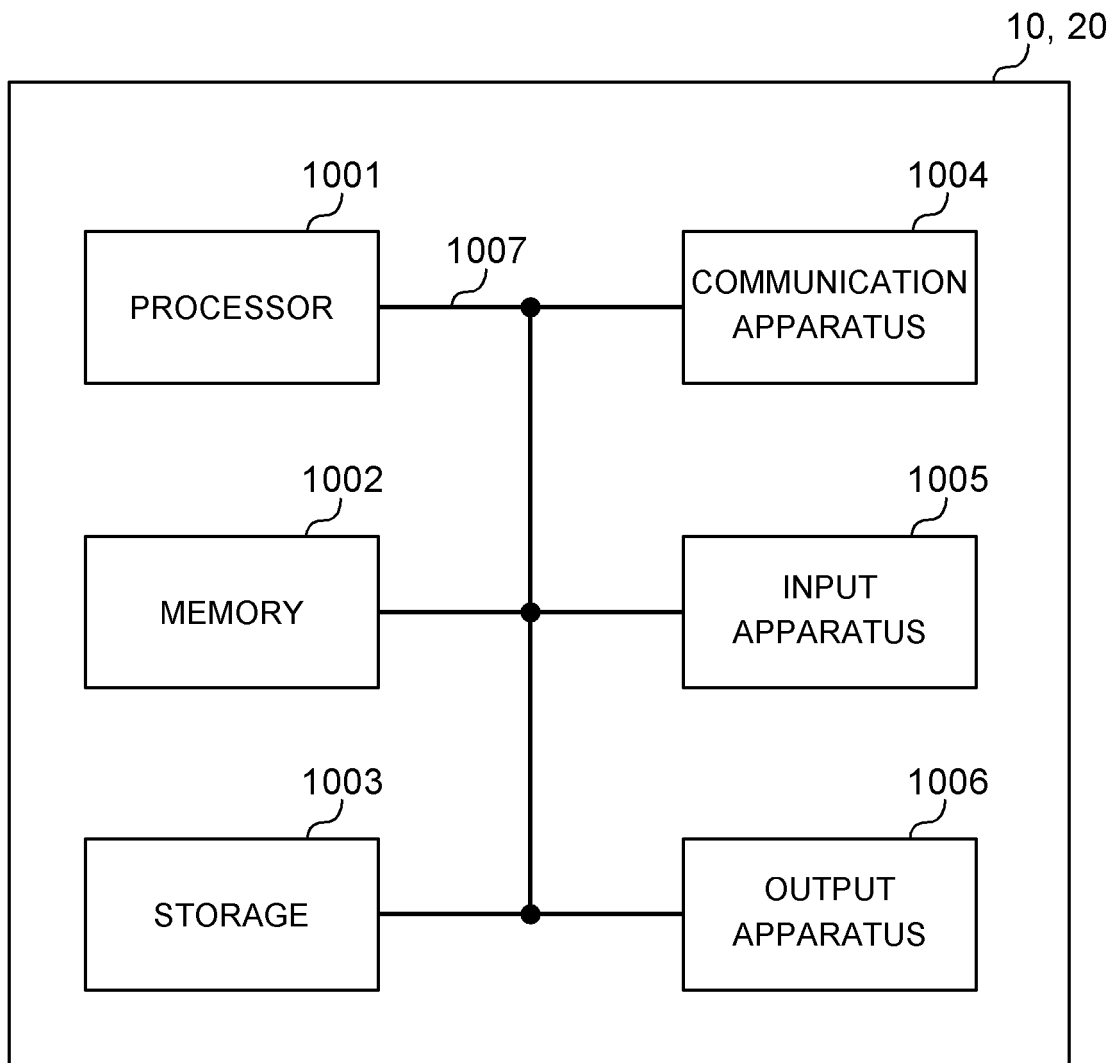 10, 20
1001
1004
1007
PROCESSOR
COMMUNICATION
APPARATUS
1002
1005
MEMORY
INPUT
APPARATUS
1003
1006
STORAGE
OUTPUT
APPARATUS